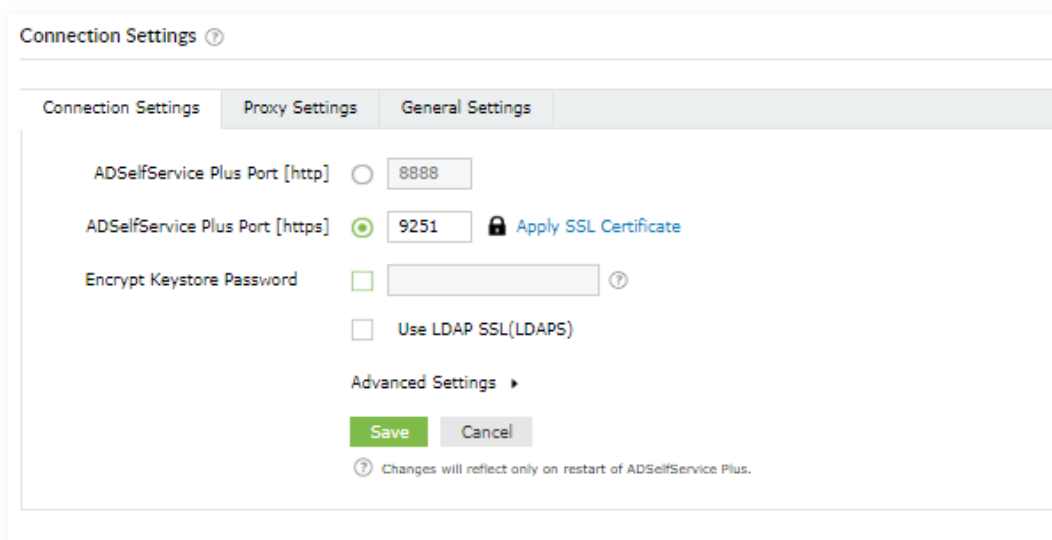 Connection Settings ?
Connection Settings Proxy Settings General Settings
ADSelfService Plus Port [http] 8888
ADSelfService Plus Port [https] 9251 Apply SSL Certificate
Encrypt Keystore Password ?
Use LDAP SSL(LDAPS)
Advanced Settings
Save Cancel
? Changes will reflect only on restart of ADSelfService Plus.